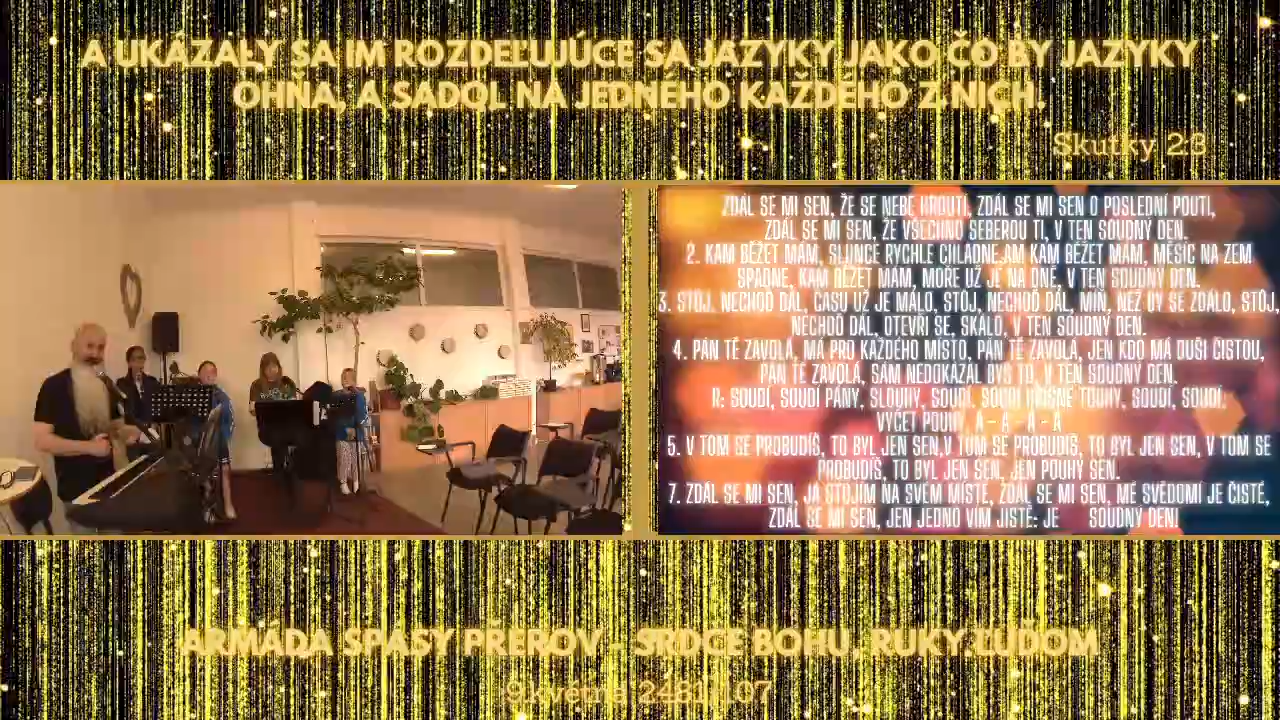 A UKÁZALY SA IM ROZDEĽUJÚCE SA JAZYKY JAKO ČO BY JAZYKY
OHŇA, A SADOL NA JEDNÉHO KAŽDÉHO Z NICH.
Skutky 2:3
ZDÁL SE MI SEN, ŽE SE NEBE HROUTÍ, ZDÁL SE MI SEN O POSLEDNÍ POUTI,
ZDÁL SE MI SEN, ŽE VŠECHNO SEBEROU TI, V TEN SOUDNÝ DEN.
2. KAM BĚŽET MÁM, SLUNCE RYCHLE CHLADNE,AM KAM BĚŽET MÁM, MĚSÍC NA ZEM
SPADNE, KAM BĚŽET MÁM, MOŘE UŽ JE NA DNĚ, V TEN SOUDNÝ DEN.
3. STŮJ, NECHOĎ DÁL, ČASU UŽ JE MÁLO, STŮJ, NECHOĎ DÁL, MÍŇ, NEŽ BY SE ZDÁLO, STŮJ,
NECHOĎ DÁL, OTEVŘI SE, SKÁLO, V TEN SOUDNÝ DEN.
4. PÁN TĚ ZAVOLÁ, MÁ PRO KAŽDÉHO MÍSTO, PÁN TĚ ZAVOLÁ, JEN KDO MÁ DUŠI ČISTOU,
PÁN TĚ ZAVOLÁ, SÁM NEDOKÁZAL BYS TO, V TEN SOUDNÝ DEN.
R: SOUDÍ, SOUDÍ PÁNY, SLOUHY, SOUDÍ, SOUDÍ HŘÍŠNÉ TOUHY, SOUDÍ, SOUDÍ,
VÝČET POUHÝ, A - A - A - A
5. V TOM SE PROBUDÍŠ, TO BYL JEN SEN,V TOM SE PROBUDÍŠ, TO BYL JEN SEN, V TOM SE
PROBUDÍŠ, TO BYL JEN SEN, JEN POUHÝ SEN.
7. ZDÁL SE MI SEN, JÁ STOJÍM NA SVÉM MÍSTĚ, ZDÁL SE MI SEN, MÉ SVĚDOMÍ JE ČISTÉ,
ZDÁL SE MI SEN, JEN JEDNO VÍM JISTĚ: JE SOUDNÝ DEN!
ARMÁDA SPÁSY PŘEROV - SRDCE BOHU, RUKY ĽUĎOM
9.května 2481/107